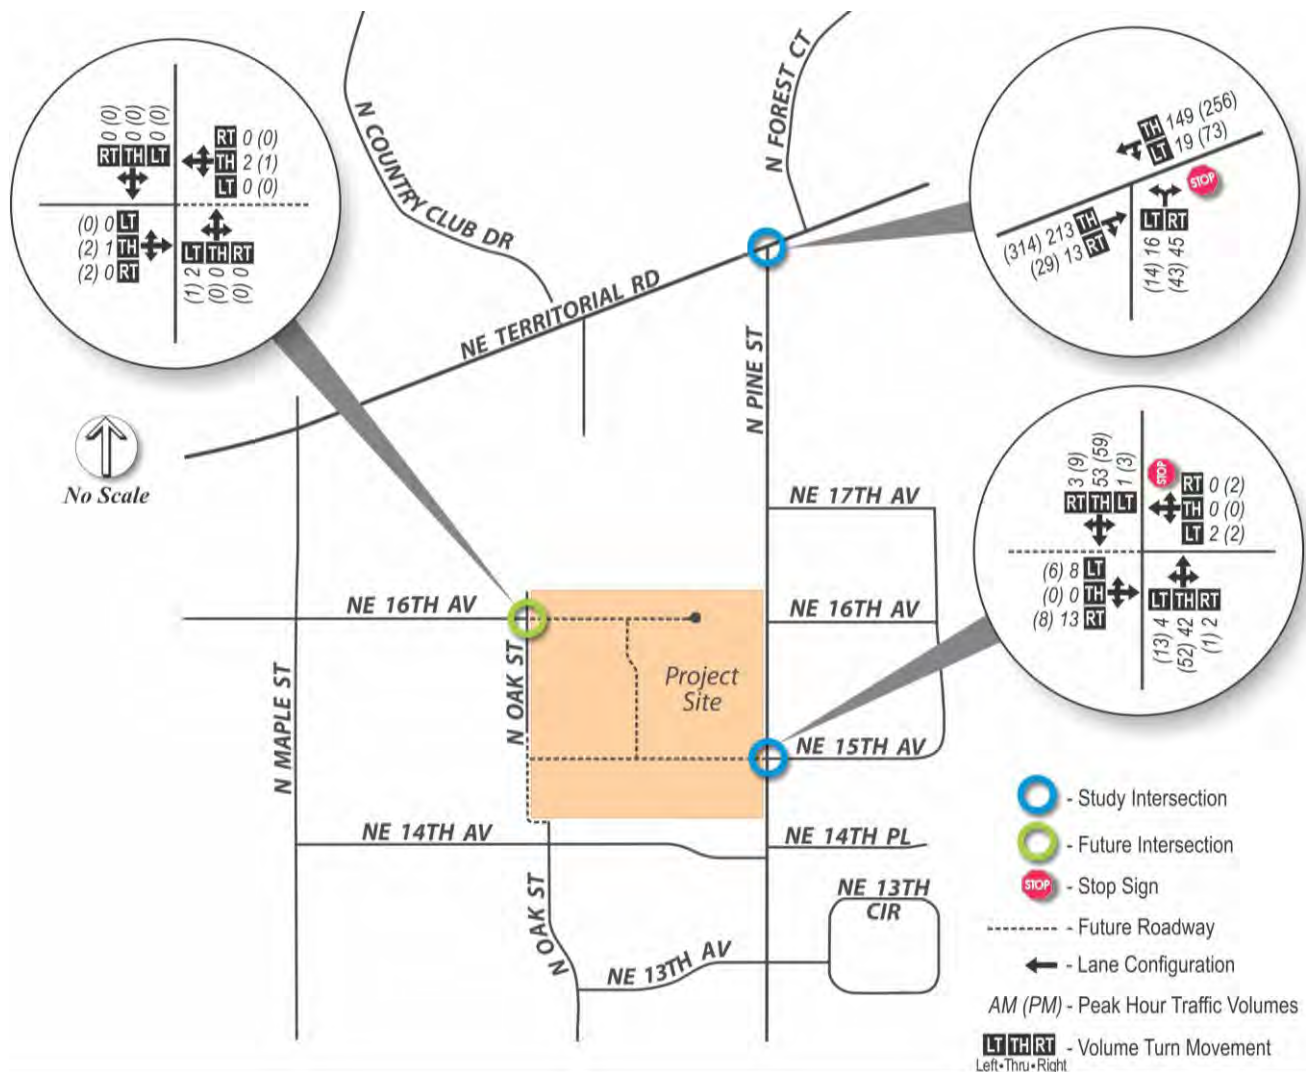 N COUNTRY CLUB DR
N FOREST CT
NE TERRITORIAL RD
N PINE ST
0 (0)
0 (0)
0 (0)
RT TH LT
RT 0 (0)
TH 2 (1)
LT 0 (0)
(0) 0 LT
(2) 1 TH
(2) 0 RT
LT TH RT
(1) 2
(0) 0
(0) 0
TH 149 (256)
LT 19 (73)
STOP
(314) 213 TH
(29) 13 RT
LT RT
(14) 16
(43) 45
No Scale
3 (9)
53 (59)
1 (3)
RT TH LT
STOP
RT 0 (2)
TH 0 (0)
LT 2 (2)
(6) 8 LT
(0) 0 TH
(8) 13 RT
LT TH RT
(13) 4
(52) 42
(1) 2
NE 17TH AV
NE 16TH AV
NE 16TH AV
N MAPLE ST
N OAK ST
Project
Site
NE 15TH AV
NE 14TH AV
NE 14TH PL
N OAK ST
NE 13TH
CIR
NE 13TH AV
- Study Intersection
- Future Intersection
STOP - Stop Sign
- Future Roadway
- Lane Configuration
AM (PM) - Peak Hour Traffic Volumes
LT TH RT - Volume Turn Movement
Left•Thru•Right